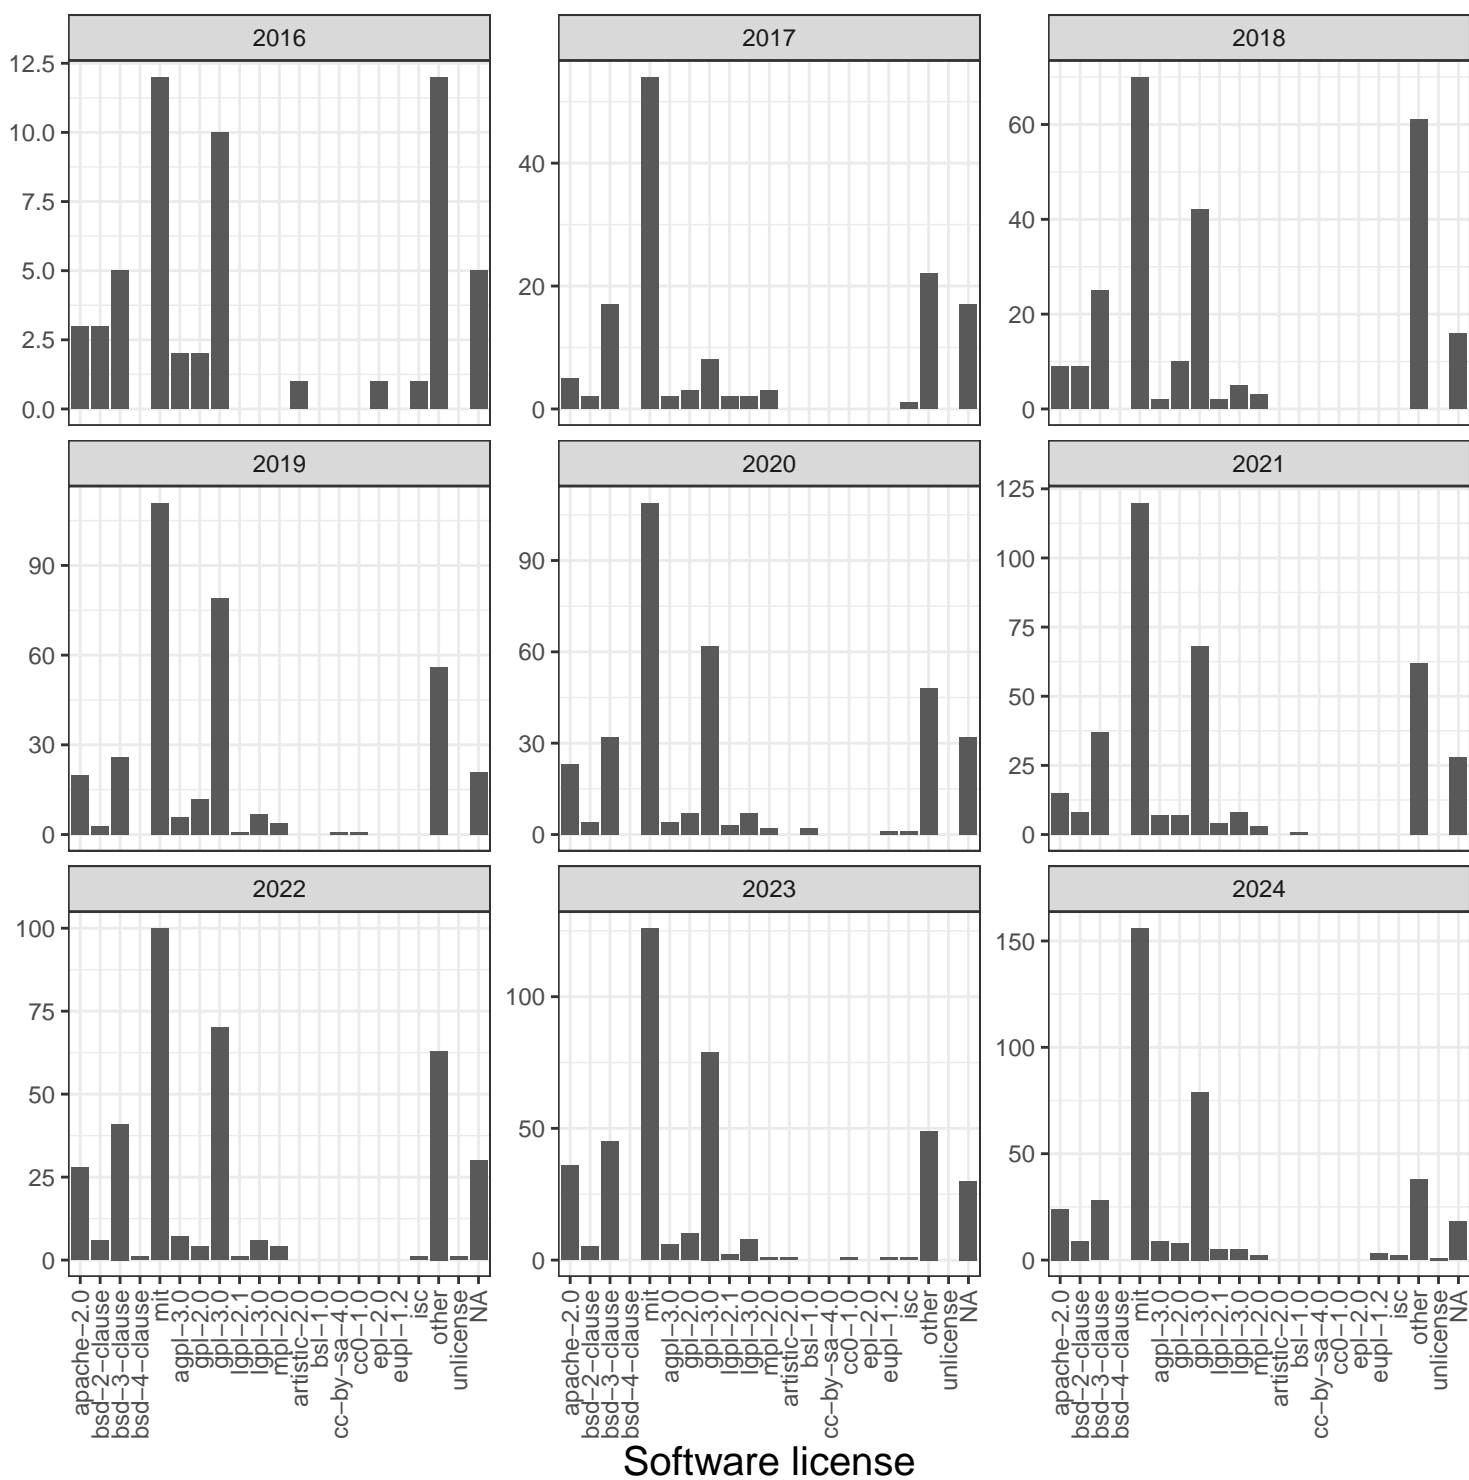 2016
2017
2018
12.5
10.0
7.5
5.0
2.5
0.0
40
20
0
60
40
20
0
2019
2020
2021
90
60
30
0
90
60
30
0
125
100
75
50
25
0
2022
2023
2024
100
75
50
25
0
100
50
0
150
100
50
0
apache−2.0
bsd−2−clause
bsd−3−clause
bsd−4−clause
mit
agpl−3.0
gpl−2.0
gpl−3.0
lgpl−2.1
lgpl−3.0
mpl−2.0
artistic−2.0
bsl−1.0
cc−by−sa−4.0
cc0−1.0
epl−2.0
eupl−1.2
isc
other
unlicense
NA
apache−2.0
bsd−2−clause
bsd−3−clause
bsd−4−clause
mit
agpl−3.0
gpl−2.0
gpl−3.0
lgpl−2.1
lgpl−3.0
mpl−2.0
artistic−2.0
bsl−1.0
cc−by−sa−4.0
cc0−1.0
epl−2.0
eupl−1.2
isc
other
unlicense
NA
apache−2.0
bsd−2−clause
bsd−3−clause
bsd−4−clause
mit
agpl−3.0
gpl−2.0
gpl−3.0
lgpl−2.1
lgpl−3.0
mpl−2.0
artistic−2.0
bsl−1.0
cc−by−sa−4.0
cc0−1.0
epl−2.0
eupl−1.2
isc
other
unlicense
NA
Software license